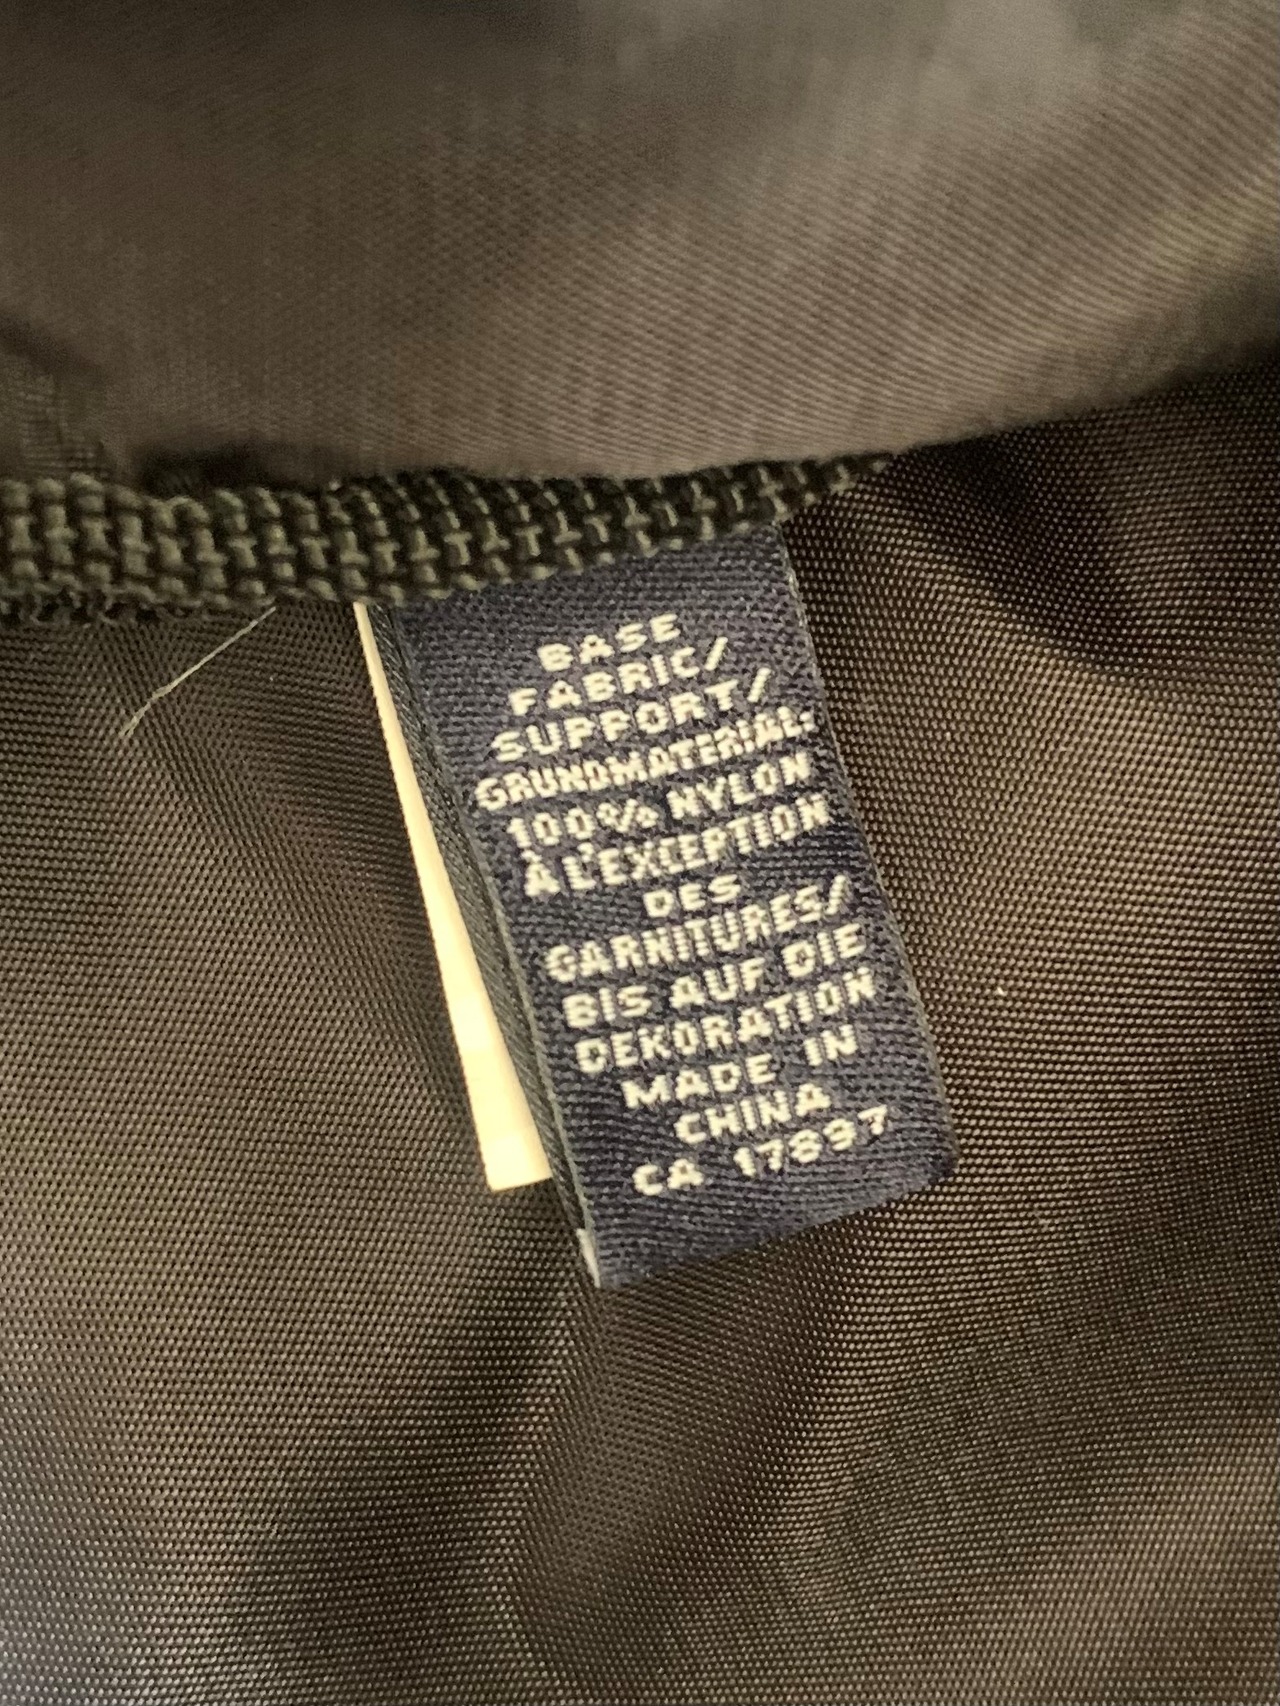 BASE
FABRIC/
SUPPORT/
GRUNDMATERIAL:
100% NYLON
À L'EXCEPTION
DES
GARNITURES/
BIS AUF DIE
DEKORATION
MADE IN
CHINA
CA 17897